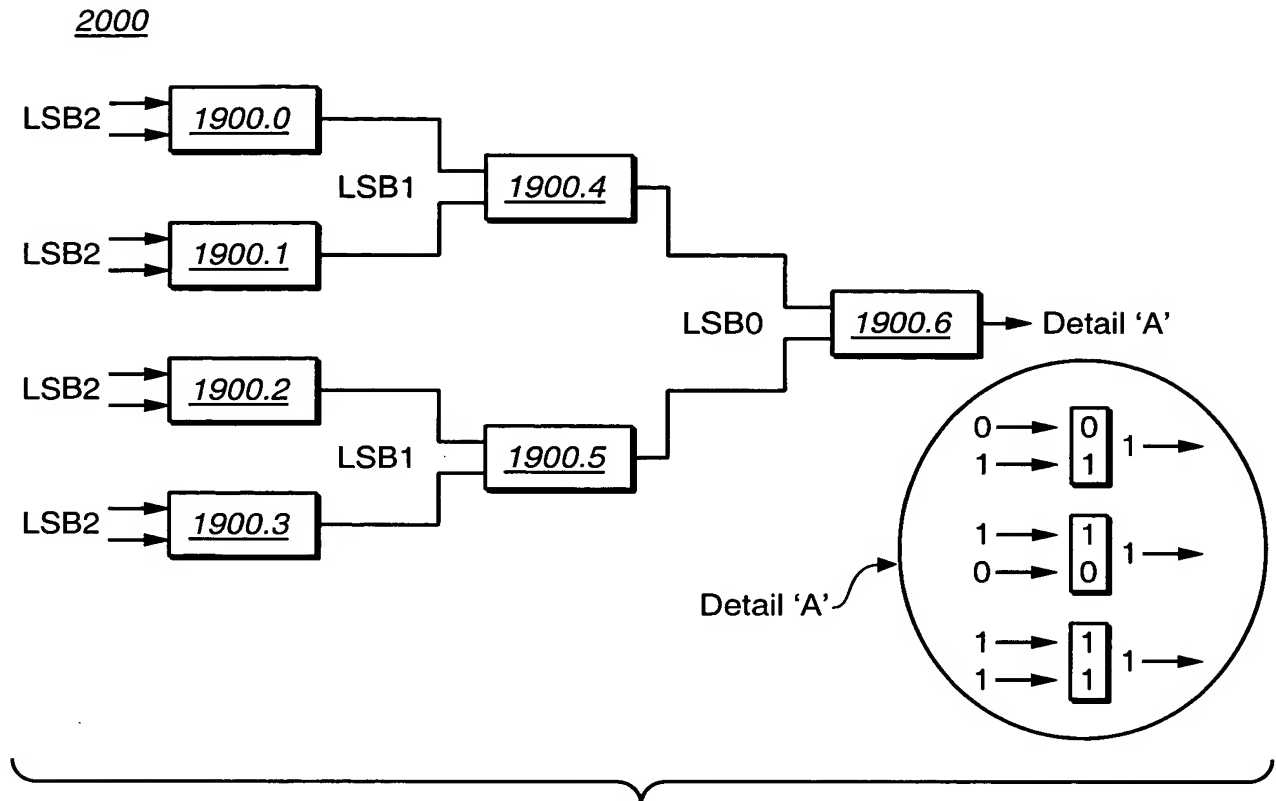 2000
LSB2 1900.0
LSB1 1900.4
LSB2 1900.1
LSB0 1900.6 Detail ‘A’
LSB2 1900.2
LSB1 1900.5
LSB2 1900.3
0 0
1 1 1
1 1 1
0 0
Detail ‘A’
1 1 1
1 1